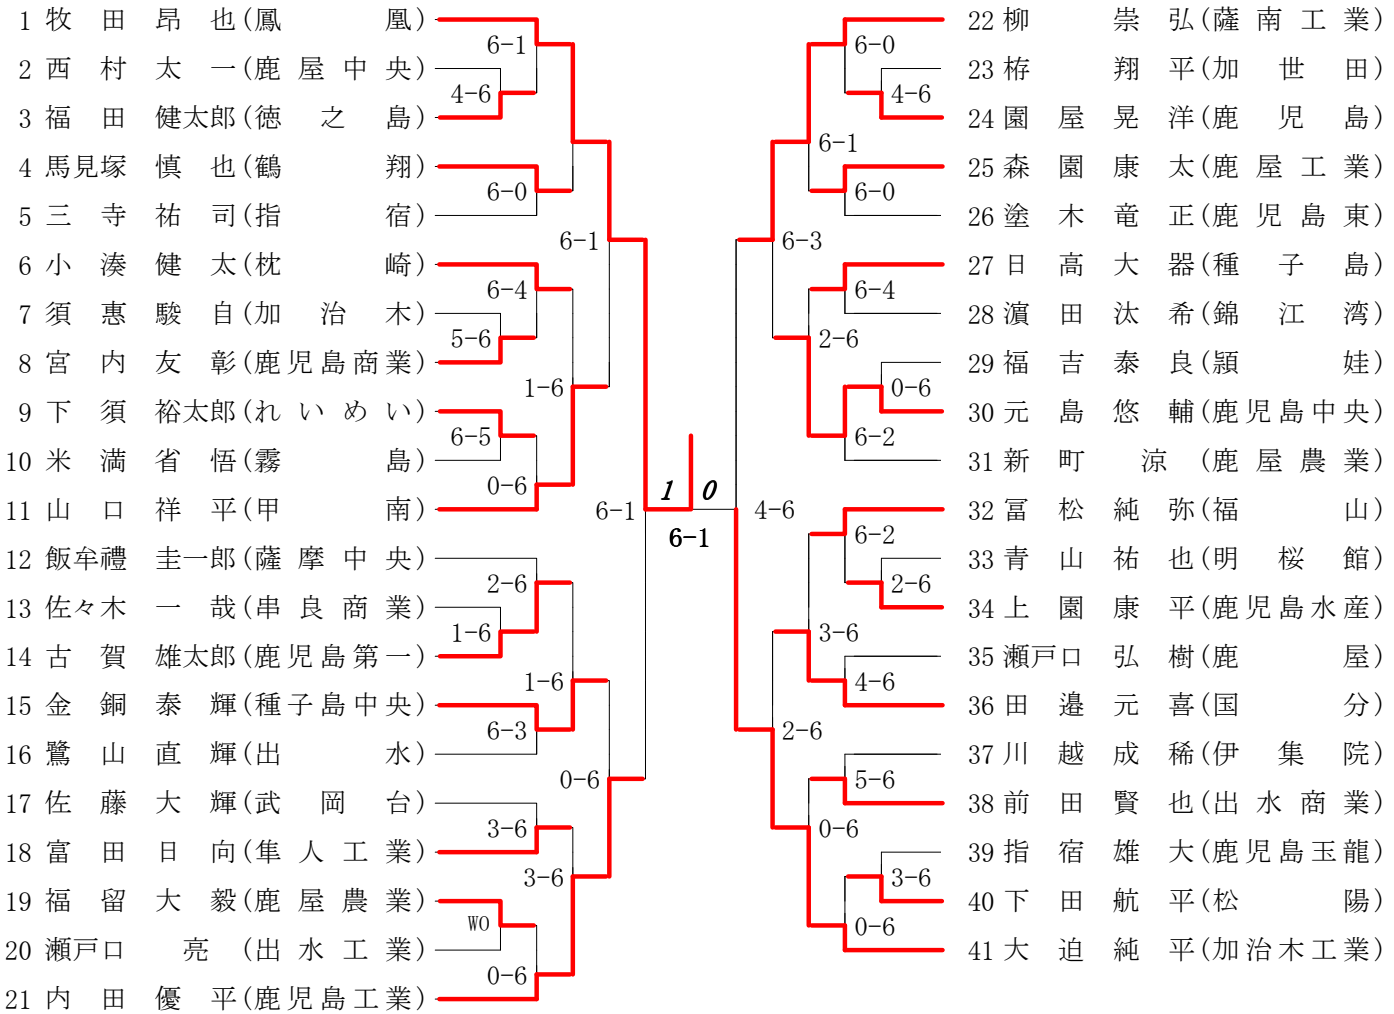 1 牧田 昂也(鳳凰)
2 西村 太一(鹿屋中央)
3 福田 健太郎(徳之島)
4 馬見塚 慎也(鶴翔)
5 三寺 祐司(指宿)
6 小湊 健太(枕崎)
7 須惠 駿自(加治木)
8 宮内 友彰(鹿児島商業)
9 下須 裕太郎(れいめい)
10 米満 省悟(霧島)
11 山口 祥平(甲南)
12 飯牟禮 圭一郎(薩摩中央)
13 佐々木 一哉(串良商業)
14 古賀 雄太郎(鹿児島第一)
15 金銅 泰輝(種子島中央)
16 鷺山 直輝(出水)
17 佐藤 大輝(武岡台)
18 富田 日向(隼人工業)
19 福留 大毅(鹿屋農業)
20 瀬戸口 亮(出水工業)
21 内田 優平(鹿児島工業)
6-1
4-6
6-0
6-1
6-4
5-6
1-6
6-5
0-6
6-1
2-6
1-6
1-6
6-3
0-6
3-6
3-6
WO
0-6
1 0
6-1
6-0
4-6
6-1
6-0
6-3
6-4
2-6
0-6
6-2
4-6
6-2
2-6
3-6
4-6
2-6
5-6
0-6
3-6
0-6
22 柳 崇弘(薩南工業)
23 栫 翔平(加世田)
24 園屋 晃洋(鹿児島)
25 森園 康太(鹿屋工業)
26 塗木 竜正(鹿児島東)
27 日高 大器(種子島)
28 濵田 汰希(錦江湾)
29 福吉 泰良(頴娃)
30 元島 悠輔(鹿児島中央)
31 新町 涼(鹿屋農業)
32 冨松 純弥(福山)
33 青山 祐也(明桜館)
34 上園 康平(鹿児島水産)
35 瀬戸口 弘樹(鹿屋)
36 田邉 元喜(国分)
37 川越 成稀(伊集院)
38 前田 賢也(出水商業)
39 指宿 雄大(鹿児島玉龍)
40 下田 航平(松陽)
41 大迫 純平(加治木工業)